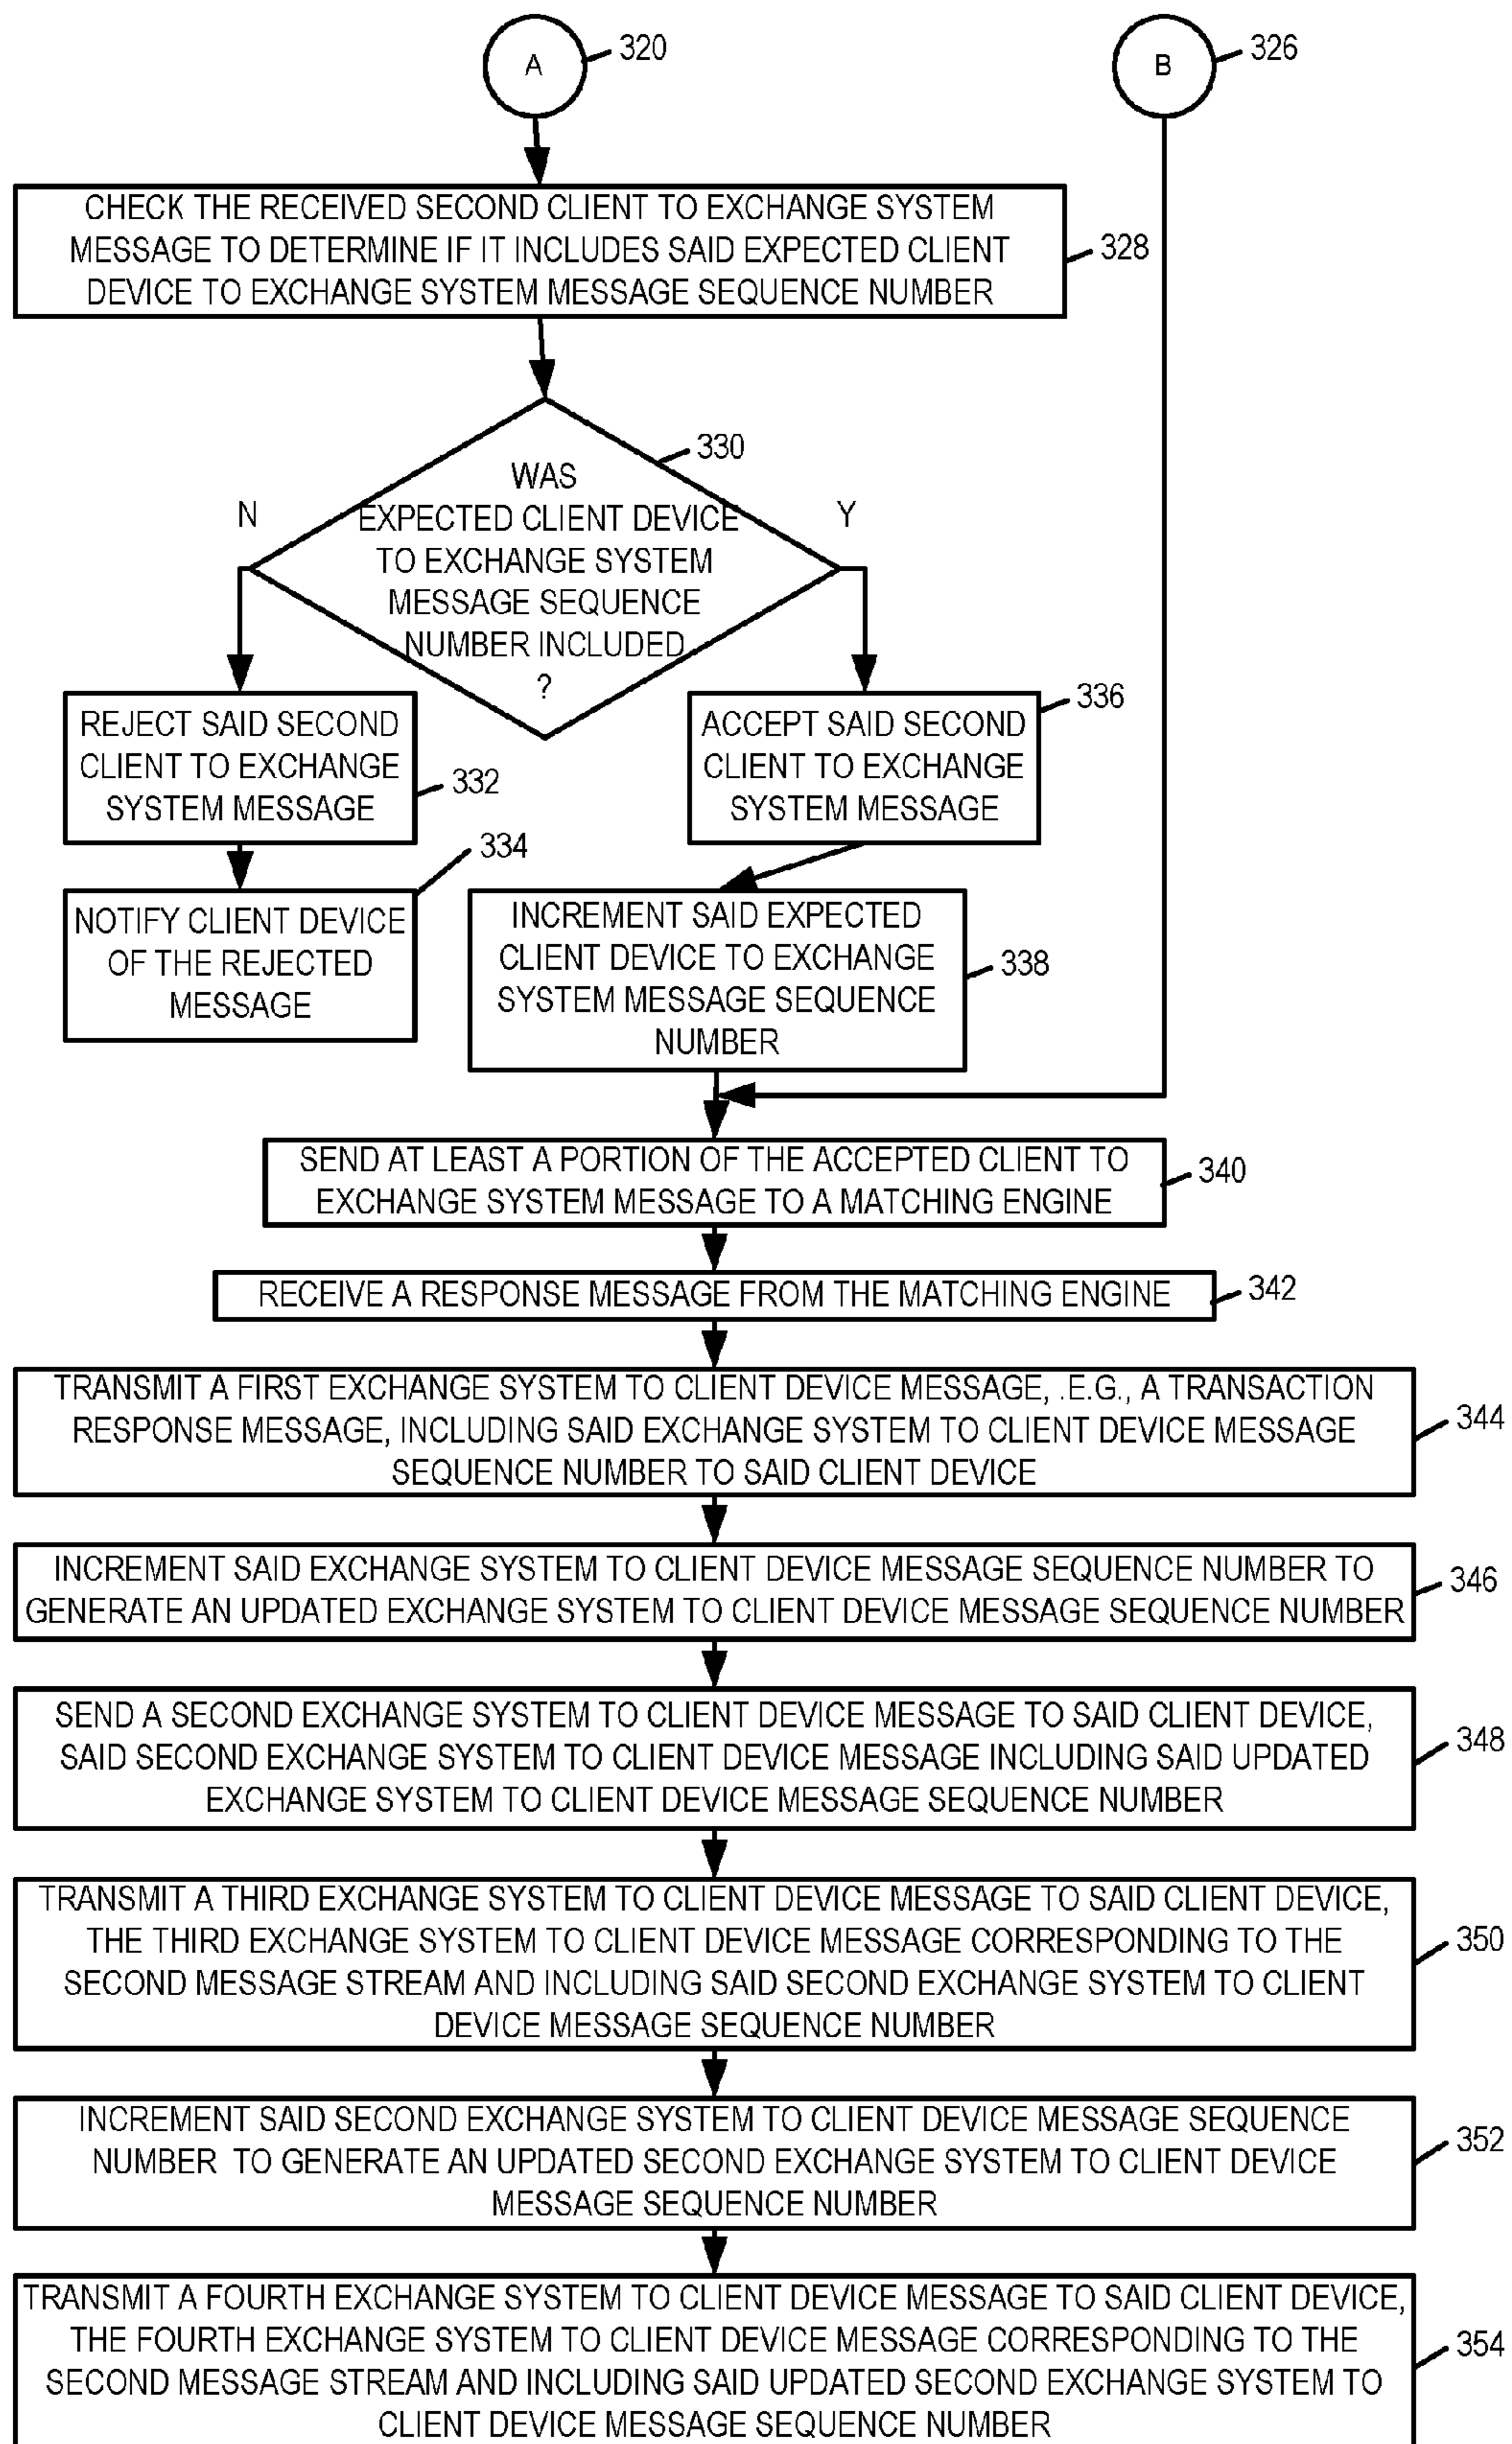 A
320
B
326
CHECK THE RECEIVED SECOND CLIENT TO EXCHANGE SYSTEM
MESSAGE TO DETERMINE IF IT INCLUDES SAID EXPECTED CLIENT
DEVICE TO EXCHANGE SYSTEM MESSAGE SEQUENCE NUMBER
328
330
WAS
EXPECTED CLIENT DEVICE
TO EXCHANGE SYSTEM
MESSAGE SEQUENCE
NUMBER INCLUDED
?
N
Y
REJECT SAID SECOND
CLIENT TO EXCHANGE
SYSTEM MESSAGE
332
ACCEPT SAID SECOND
CLIENT TO EXCHANGE
SYSTEM MESSAGE
336
334
NOTIFY CLIENT DEVICE
OF THE REJECTED
MESSAGE
INCREMENT SAID EXPECTED
CLIENT DEVICE TO EXCHANGE
SYSTEM MESSAGE SEQUENCE
NUMBER
338
SEND AT LEAST A PORTION OF THE ACCEPTED CLIENT TO
EXCHANGE SYSTEM MESSAGE TO A MATCHING ENGINE
340
RECEIVE A RESPONSE MESSAGE FROM THE MATCHING ENGINE
342
TRANSMIT A FIRST EXCHANGE SYSTEM TO CLIENT DEVICE MESSAGE, .E.G., A TRANSACTION
RESPONSE MESSAGE, INCLUDING SAID EXCHANGE SYSTEM TO CLIENT DEVICE MESSAGE
SEQUENCE NUMBER TO SAID CLIENT DEVICE
344
INCREMENT SAID EXCHANGE SYSTEM TO CLIENT DEVICE MESSAGE SEQUENCE NUMBER TO
GENERATE AN UPDATED EXCHANGE SYSTEM TO CLIENT DEVICE MESSAGE SEQUENCE NUMBER
346
SEND A SECOND EXCHANGE SYSTEM TO CLIENT DEVICE MESSAGE TO SAID CLIENT DEVICE,
SAID SECOND EXCHANGE SYSTEM TO CLIENT DEVICE MESSAGE INCLUDING SAID UPDATED
EXCHANGE SYSTEM TO CLIENT DEVICE MESSAGE SEQUENCE NUMBER
348
TRANSMIT A THIRD EXCHANGE SYSTEM TO CLIENT DEVICE MESSAGE TO SAID CLIENT DEVICE,
THE THIRD EXCHANGE SYSTEM TO CLIENT DEVICE MESSAGE CORRESPONDING TO THE
SECOND MESSAGE STREAM AND INCLUDING SAID SECOND EXCHANGE SYSTEM TO CLIENT
DEVICE MESSAGE SEQUENCE NUMBER
350
INCREMENT SAID SECOND EXCHANGE SYSTEM TO CLIENT DEVICE MESSAGE SEQUENCE
NUMBER TO GENERATE AN UPDATED SECOND EXCHANGE SYSTEM TO CLIENT DEVICE
MESSAGE SEQUENCE NUMBER
352
TRANSMIT A FOURTH EXCHANGE SYSTEM TO CLIENT DEVICE MESSAGE TO SAID CLIENT DEVICE,
THE FOURTH EXCHANGE SYSTEM TO CLIENT DEVICE MESSAGE CORRESPONDING TO THE
SECOND MESSAGE STREAM AND INCLUDING SAID UPDATED SECOND EXCHANGE SYSTEM TO
CLIENT DEVICE MESSAGE SEQUENCE NUMBER
354